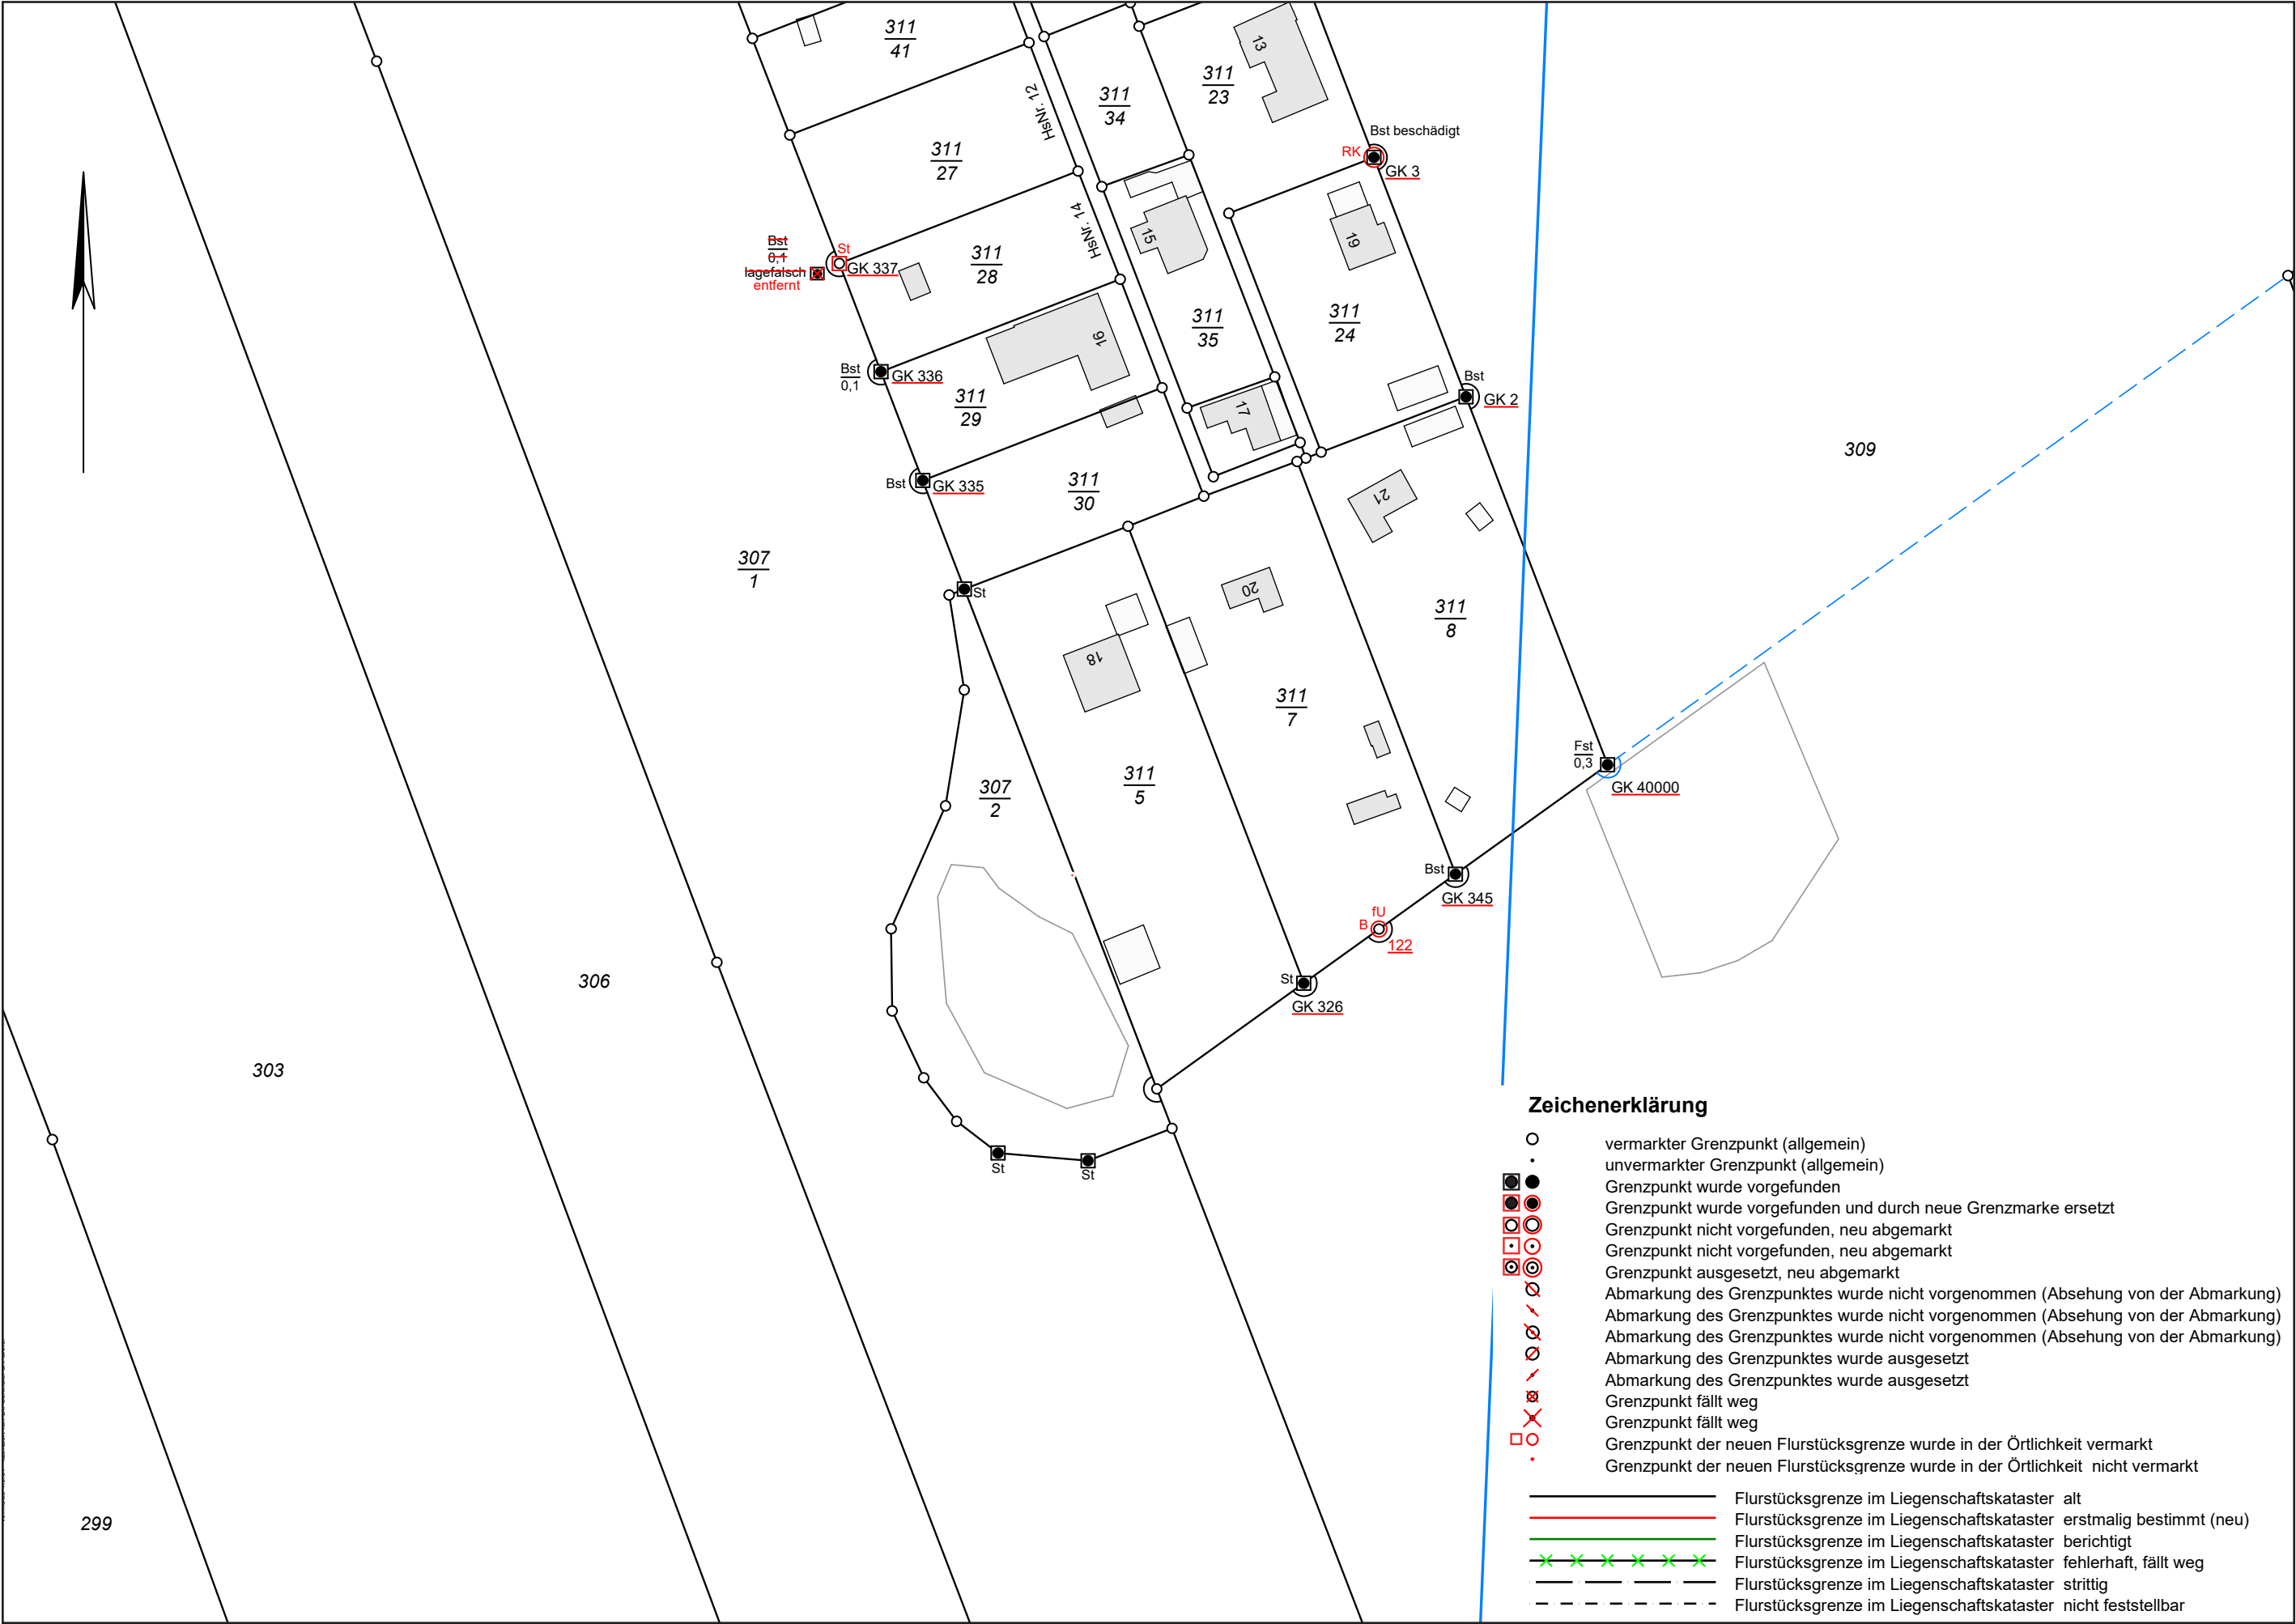 311
41
13
311
23
311
34
HsNr. 12
Bst beschädigt
RK
GK 3
311
27
HsNr. 14
15
19
Bst
0,1
lagefalsch
entfernt
St
GK 337
311
28
311
35
311
24
16
Bst
0,1
GK 336
311
29
17
Bst
GK 2
309
Bst
GK 335
311
30
21
307
1
St
20
311
8
18
311
7
Fst
0,3
GK 40000
307
2
311
5
Bst
GK 345
fU
B
122
St
GK 326
306
303
St
St
299
Zeichenerklärung
vermarkter Grenzpunkt (allgemein)
unvermarkter Grenzpunkt (allgemein)
Grenzpunkt wurde vorgefunden
Grenzpunkt wurde vorgefunden und durch neue Grenzmarke ersetzt
Grenzpunkt nicht vorgefunden, neu abgemarkt
Grenzpunkt nicht vorgefunden, neu abgemarkt
Grenzpunkt ausgesetzt, neu abgemarkt
Abmarkung des Grenzpunktes wurde nicht vorgenommen (Absehung von der Abmarkung)
Abmarkung des Grenzpunktes wurde nicht vorgenommen (Absehung von der Abmarkung)
Abmarkung des Grenzpunktes wurde nicht vorgenommen (Absehung von der Abmarkung)
Abmarkung des Grenzpunktes wurde ausgesetzt
Abmarkung des Grenzpunktes wurde ausgesetzt
Grenzpunkt fällt weg
Grenzpunkt fällt weg
Grenzpunkt der neuen Flurstücksgrenze wurde in der Örtlichkeit vermarkt
Grenzpunkt der neuen Flurstücksgrenze wurde in der Örtlichkeit nicht vermarkt
Flurstücksgrenze im Liegenschaftskataster alt
Flurstücksgrenze im Liegenschaftskataster erstmalig bestimmt (neu)
Flurstücksgrenze im Liegenschaftskataster berichtigt
Flurstücksgrenze im Liegenschaftskataster fehlerhaft, fällt weg
Flurstücksgrenze im Liegenschaftskataster strittig
Flurstücksgrenze im Liegenschaftskataster nicht feststellbar